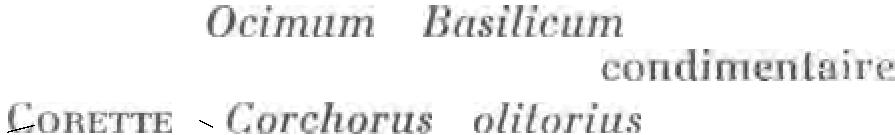 Ocimum Basilicum
condimentaire
CORETTE Corchorus olitorius